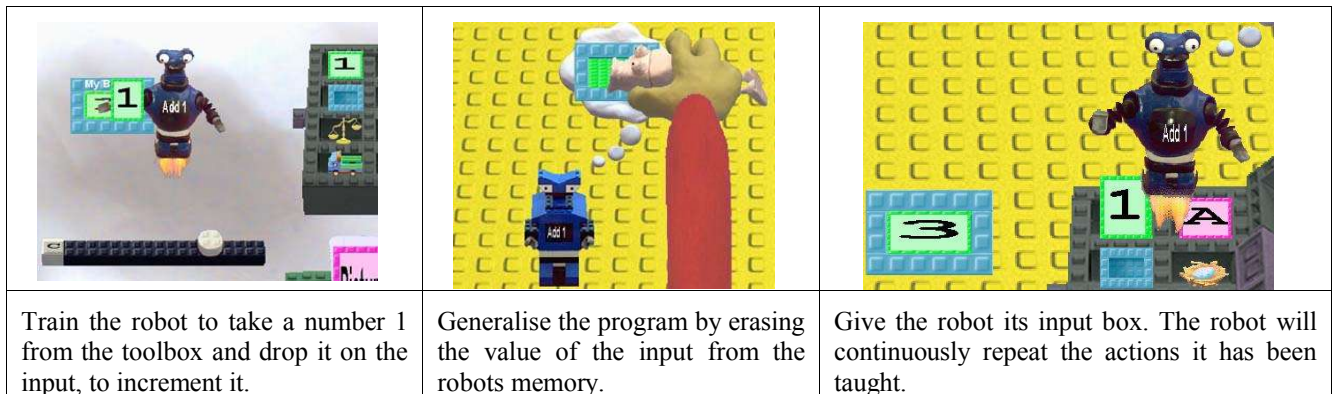 My B
1
Add 1
1
Add 1
Add 1
1
A
3
Train the robot to take a number 1
from the toolbox and drop it on the
input, to increment it.
Generalise the program by erasing
the value of the input from the
robots memory.
Give the robot its input box. The robot will
continuously repeat the actions it has been
taught.